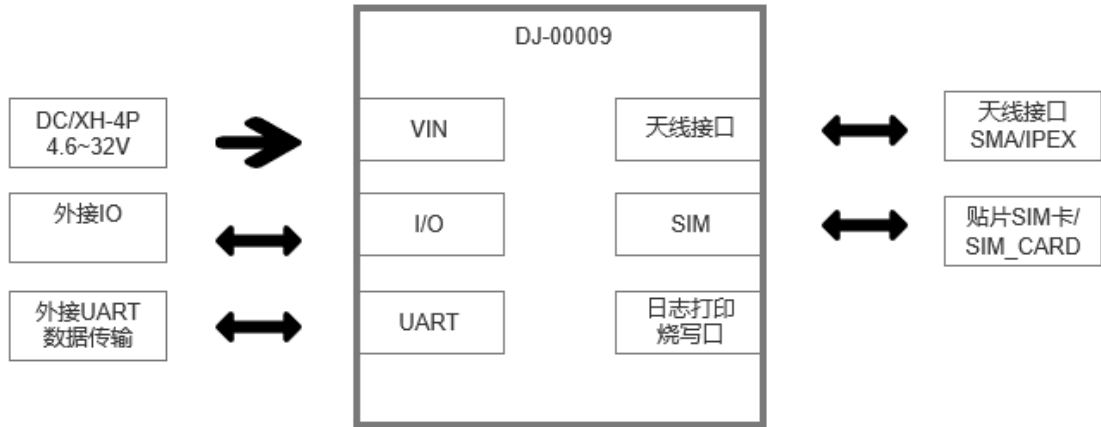 DJ-00009
DC/XH-4P
4.6~32V
VIN
天线接口
天线接口
SMA/IPEX
外接IO
I/O
SIM
贴片SIM卡/
SIM_CARD
外接UART
数据传输
UART
日志打印
烧写口